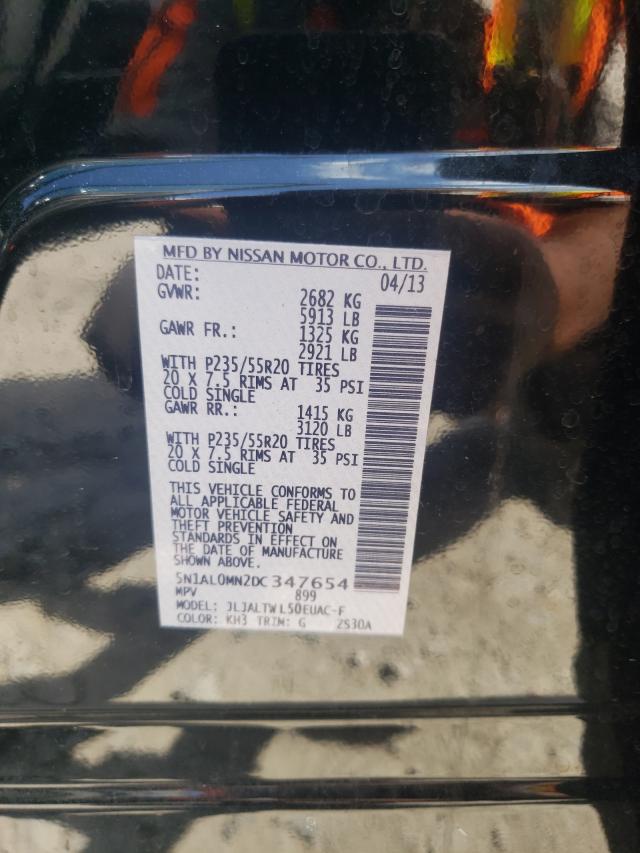 MFD BY NISSAN MOTOR CO., LTD.
DATE: 04/13
GVWR: 2682 KG
5913 LB
GAWR FR.: 1325 KG
2921 LB
WITH P235/55R20 TIRES
20 X 7.5 RIMS AT 35 PSI
COLD SINGLE
GAWR RR.: 1415 KG
3120 LB
WITH P235/55R20 TIRES
20 X 7.5 RIMS AT 35 PSI
COLD SINGLE
THIS VEHICLE CONFORMS TO
ALL APPLICABLE FEDERAL
MOTOR VEHICLE SAFETY AND
THEFT PREVENTION
STANDARDS IN EFFECT ON
THE DATE OF MANUFACTURE
SHOWN ABOVE.
5N1AL0MN2DC347654
MPV 899
MODEL: JLJALTWL50EUAC-F
COLOR: KH3 TRIM: G 2S30A